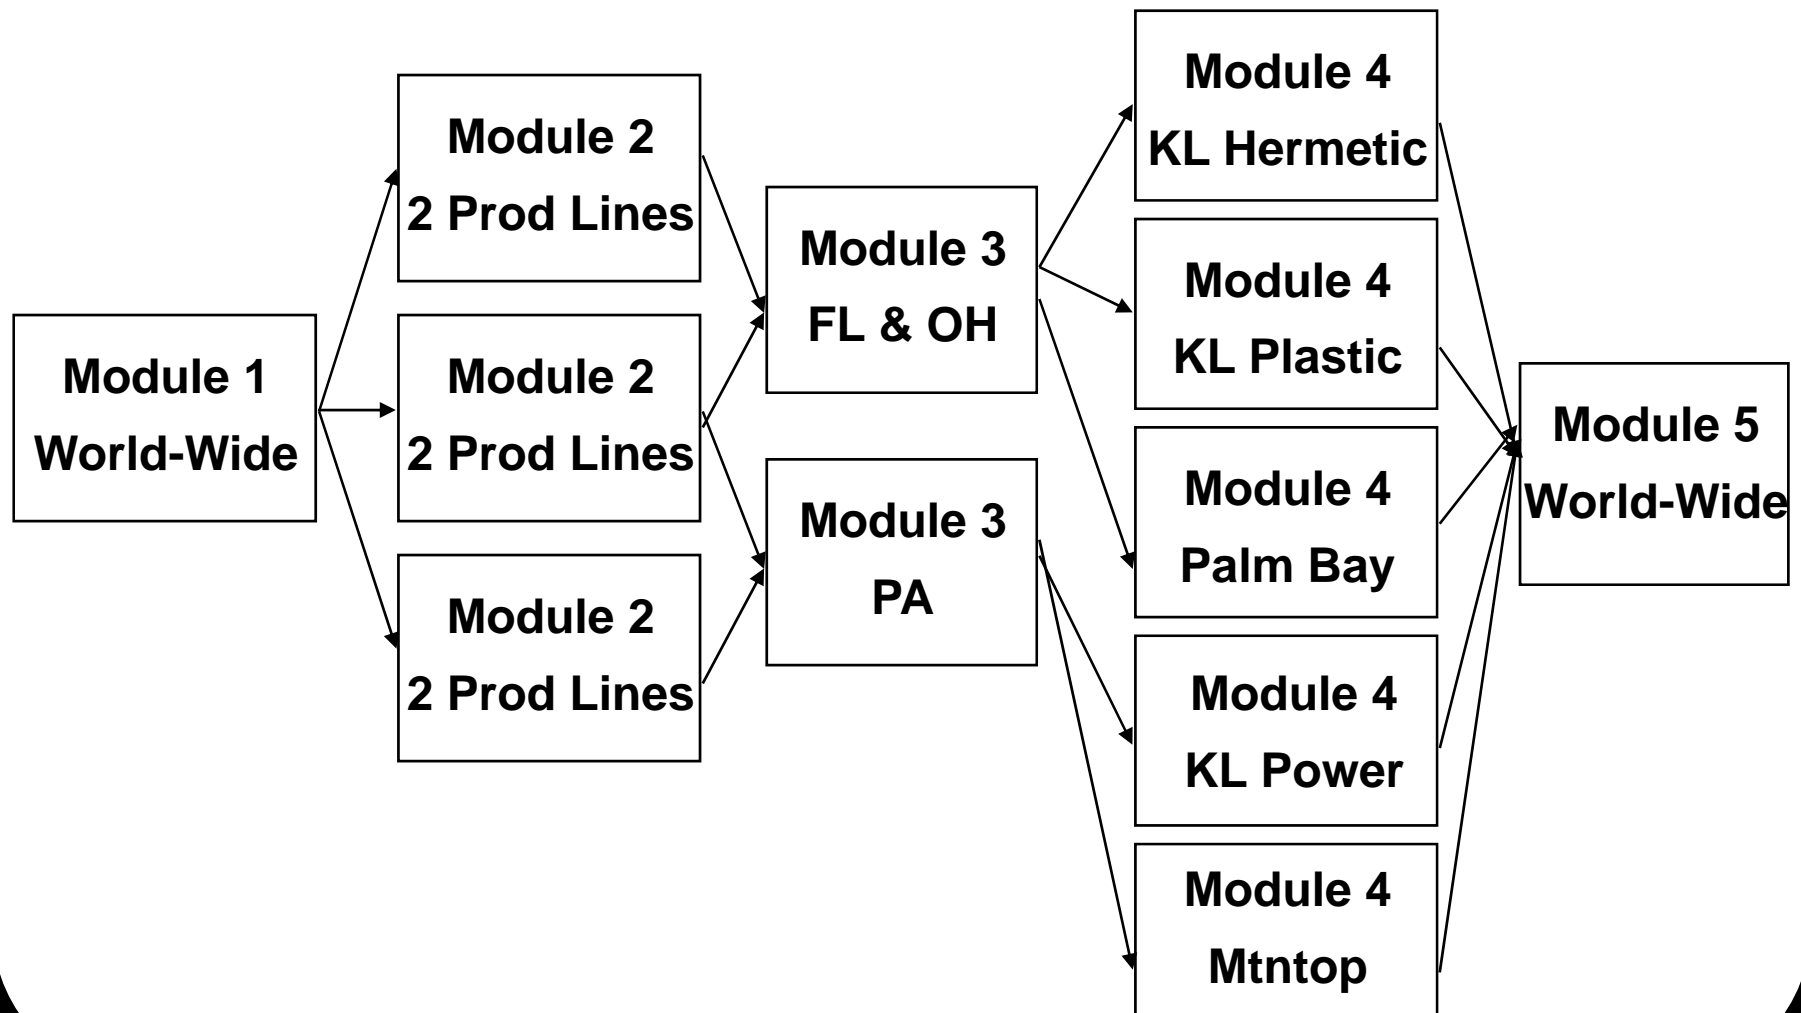 Module 1
World-Wide
Module 2
2 Prod Lines
Module 2
2 Prod Lines
Module 2
2 Prod Lines
Module 3
FL & OH
Module 3
PA
Module 4
KL Hermetic
Module 4
KL Plastic
Module 4
Palm Bay
Module 4
KL Power
Module 4
Mtntop
Module 5
World-Wide